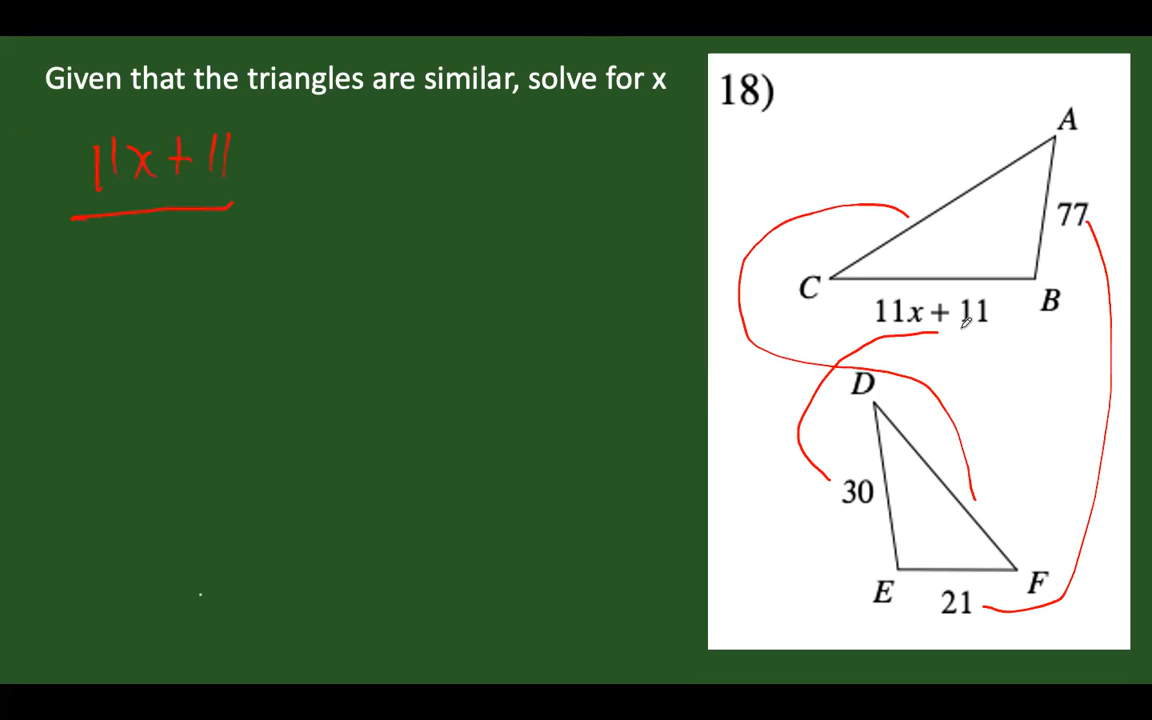 Given that the triangles are similar, solve for x
11x + 11
18)
A
77
C
B
11x + 11
D
30
E
F
21